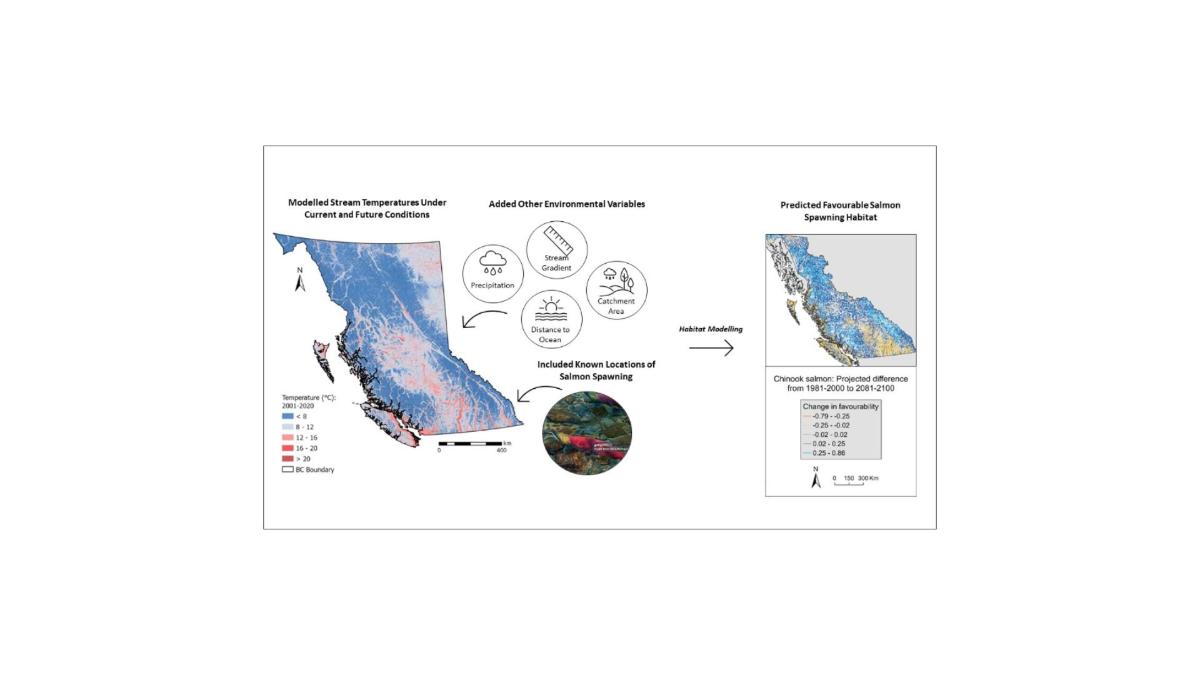 Modelled Stream Temperatures Under
Current and Future Conditions
N
Temperature (°C):
2001-2020
< 8
8 - 12
12 - 16
16 - 20
> 20
BC Boundary
km
0 400
Added Other Environmental Variables
Precipitation
Stream
Gradient
Catchment
Area
Distance to
Ocean
Included Known Locations of
Salmon Spawning
Habitat Modelling
Predicted Favourable Salmon
Spawning Habitat
Chinook salmon: Projected difference
from 1981-2000 to 2081-2100
Change in favourability
-0.79 - -0.25
-0.25 - -0.02
-0.02 - 0.02
0.02 - 0.25
0.25 - 0.86
N
0 150 300 Km